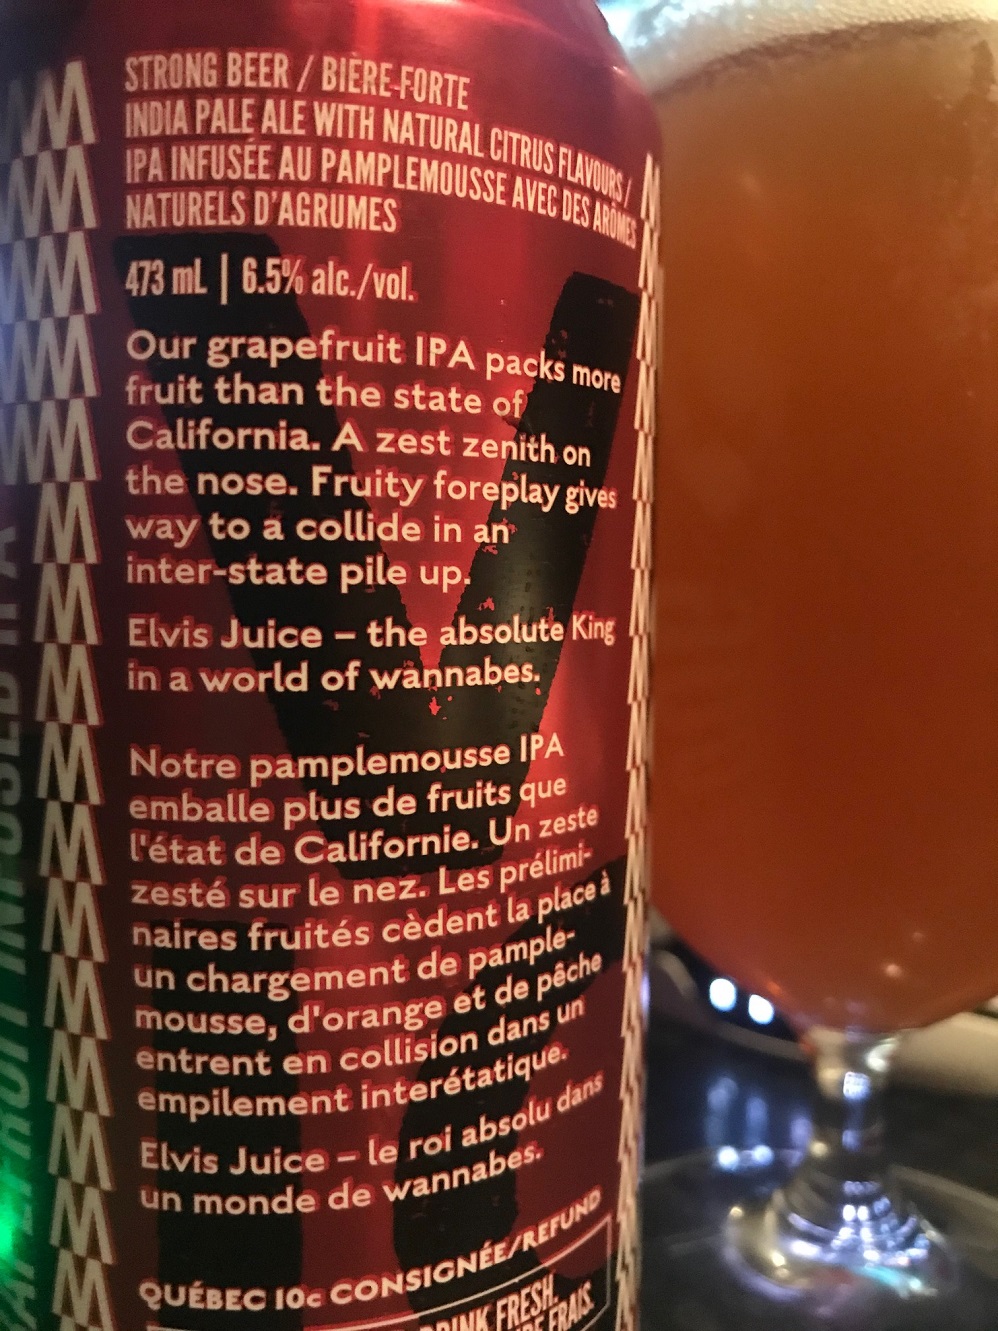 STRONG BEER / BIÈRE FORTE
INDIA PALE ALE WITH NATURAL CITRUS FLAVOURS /
IPA INFUSÉE AU PAMPLEMOUSSE AVEC DES ARÔMES
NATURELS D'AGRUMES
473 mL | 6.5% alc./vol.
Our grapefruit IPA packs more
fruit than the state of
California. A zest zenith on
the nose. Fruity foreplay gives
way to a collide in an
inter-state pile up.
Elvis Juice – the absolute King
in a world of wannabes.
Notre pamplemousse IPA
emballe plus de fruits que
l'état de Californie. Un zeste
zesté sur le nez. Les prélimi-
naires fruités cèdent la place à
un chargement de pample-
mousse, d'orange et de pêche
entrent en collision dans un
empilement interétatique.
Elvis Juice – le roi absolu dans
un monde de wannabes.
QUÉBEC 10c CONSIGNÉE/REFUND
FRESH.
FRAIS.